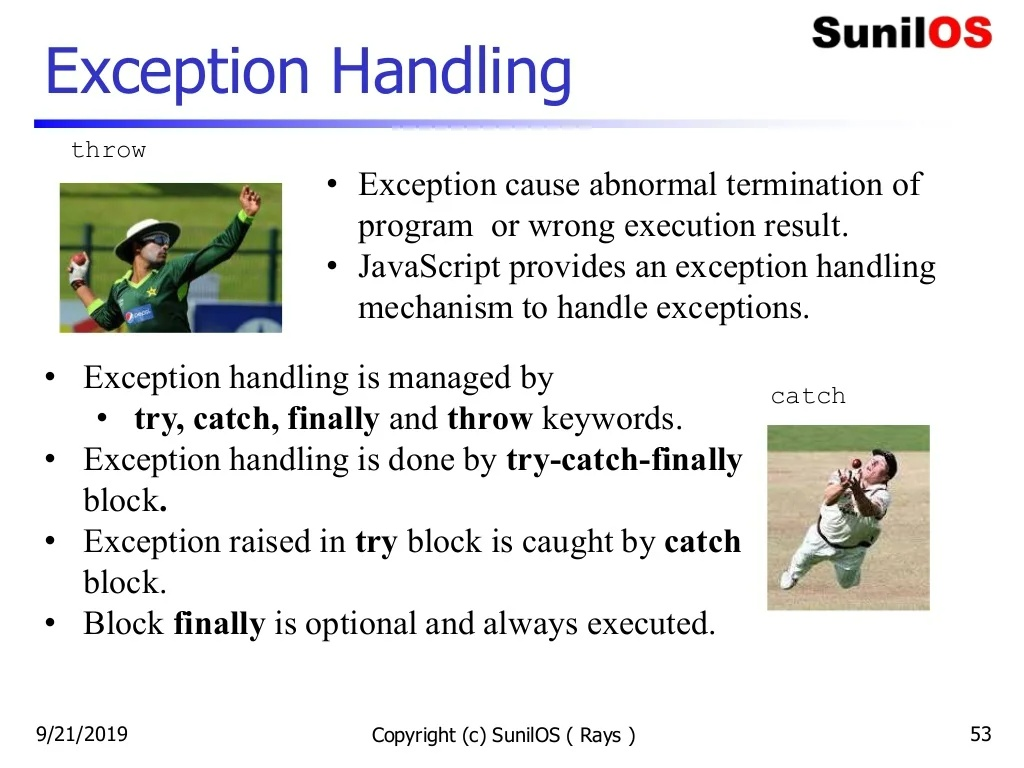 SunilOS
Exception Handling
throw
• Exception cause abnormal termination of
program or wrong execution result.
• JavaScript provides an exception handling
mechanism to handle exceptions.
• Exception handling is managed by
• try, catch, finally and throw keywords.
• Exception handling is done by try-catch-finally
block.
• Exception raised in try block is caught by catch
block.
• Block finally is optional and always executed.
catch
pepsi
9/21/2019
Copyright (c) SunilOS ( Rays )
53